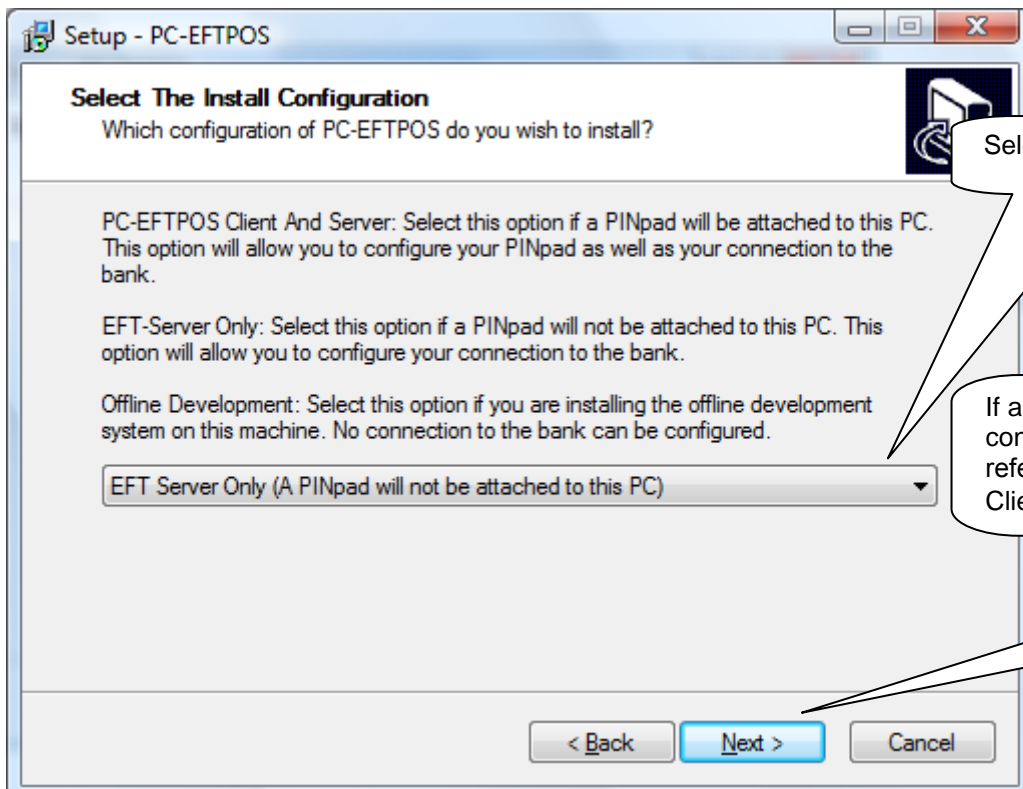 Setup - PC-EFTPOS
Select The Install Configuration
Which configuration of PC-EFTPOS do you wish to install?
PC-EFTPOS Client And Server: Select this option if a PINpad will be attached to this PC.
This option will allow you to configure your PINpad as well as your connection to the
bank.
EFT-Server Only: Select this option if a PINpad will not be attached to this PC. This
option will allow you to configure your connection to the bank.
Offline Development: Select this option if you are installing the offline development
system on this machine. No connection to the bank can be configured.
EFT Server Only (A PINpad will not be attached to this PC)
If a
< Back
Next >
Cancel